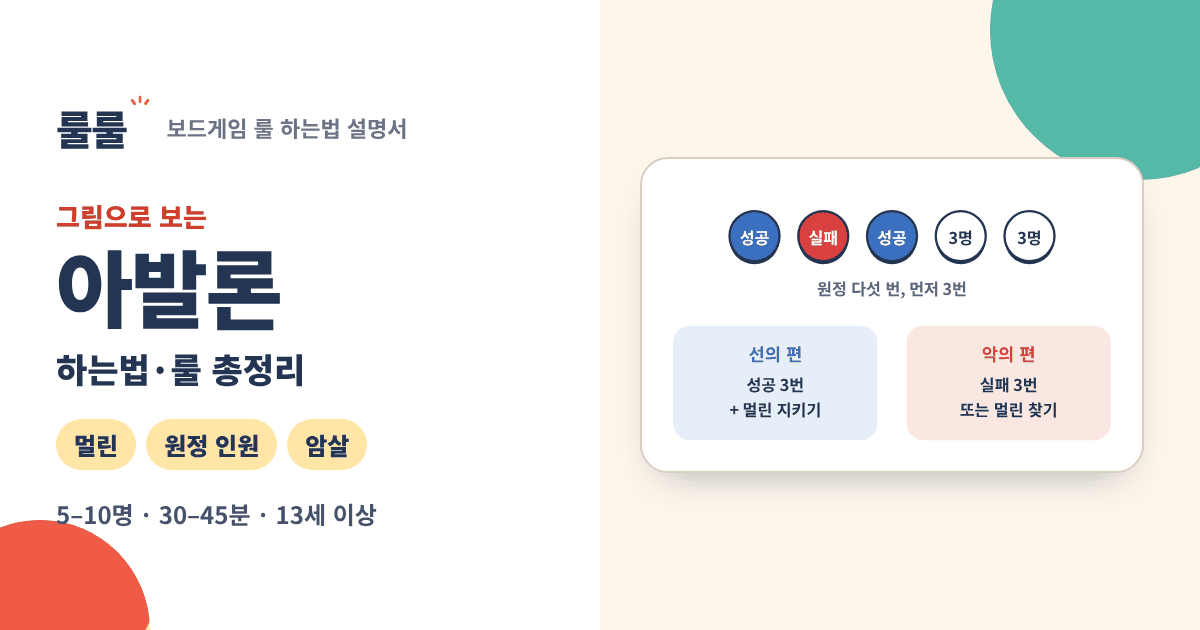 룰룰
보드게임 룰 하는법 설명서
그림으로 보는
아발론
하는법·룰 총정리
멀린 원정 인원 암살
5–10명 · 30–45분 · 13세 이상
성공 실패 성공 3명 3명
원정 다섯 번, 먼저 3번
선의 편
성공 3번
+ 멀린 지키기
악의 편
실패 3번
또는 멀린 찾기